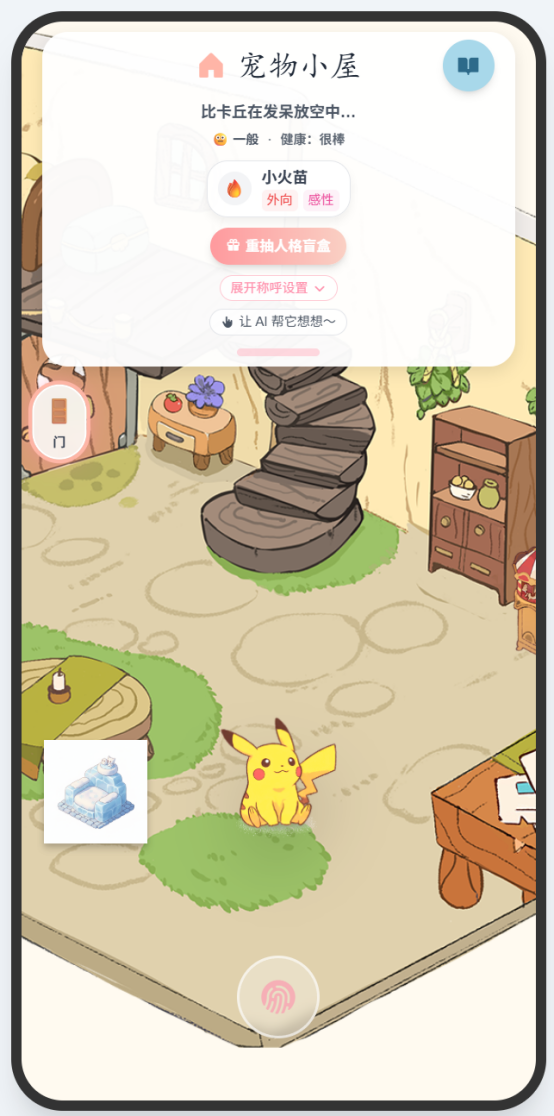 宠物小屋
比卡丘在发呆放空中...
一般 · 健康：很棒
小火苗
外向 感性
重抽人格盲盒
展开称呼设置
让 AI 帮它想想～
门